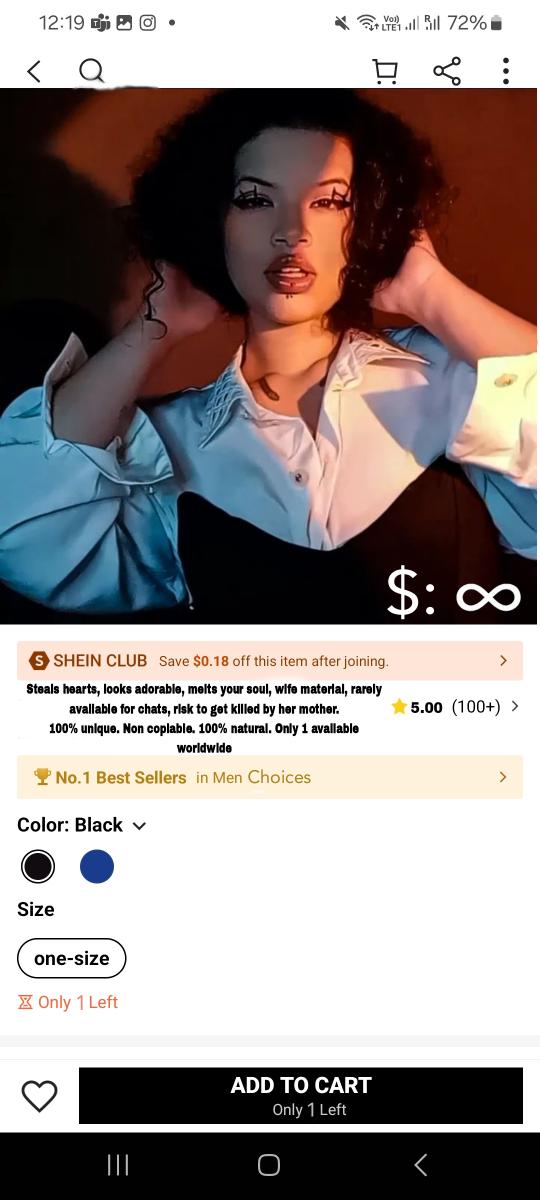 12:19
Vo)) R 72%
LTE1
$: ∞
S SHEIN CLUB Save $0.18 off this item after joining.
Steals hearts, looks adorable, melts your soul, wife material, rarely
available for chats, risk to get killed by her mother.
100% unique. Non copiable. 100% natural. Only 1 available
worldwide
5.00 (100+)
No.1 Best Sellers in Men Choices
Color: Black
Size
one-size
Only 1 Left
ADD TO CART
Only 1 Left